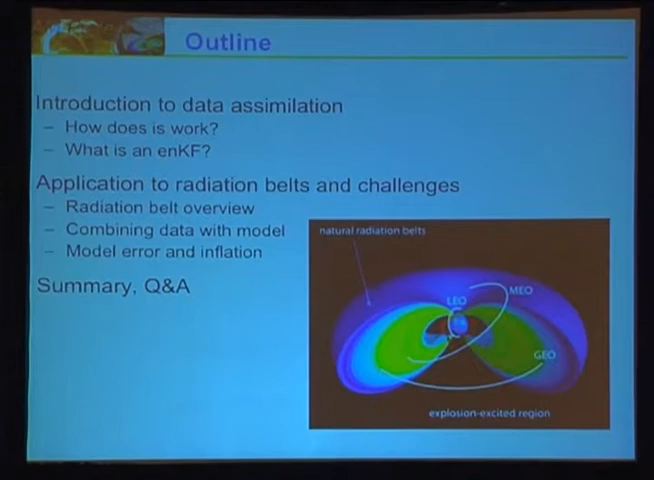 Outline
Introduction to data assimilation
– How does is work?
– What is an enKF?
Application to radiation belts and challenges
– Radiation belt overview
– Combining data with model
– Model error and inflation
Summary, Q&A
natural radiation belts
LEO
MEO
GEO
explosion-excited region